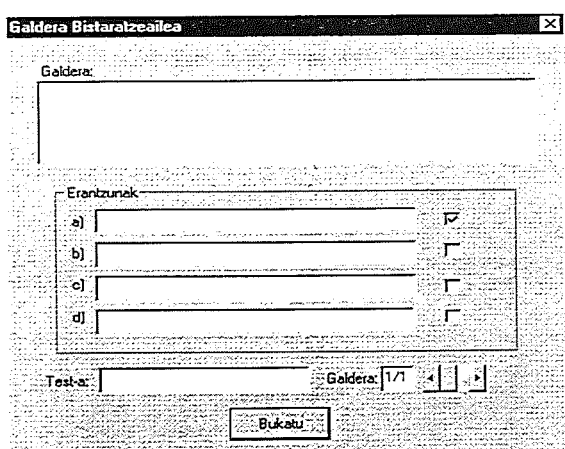 Galdera Bistaratzeailea
Galdera:
Erantzunak
a)
b)
c)
d)
Test-a: Galdera: 1/1
Bukatu